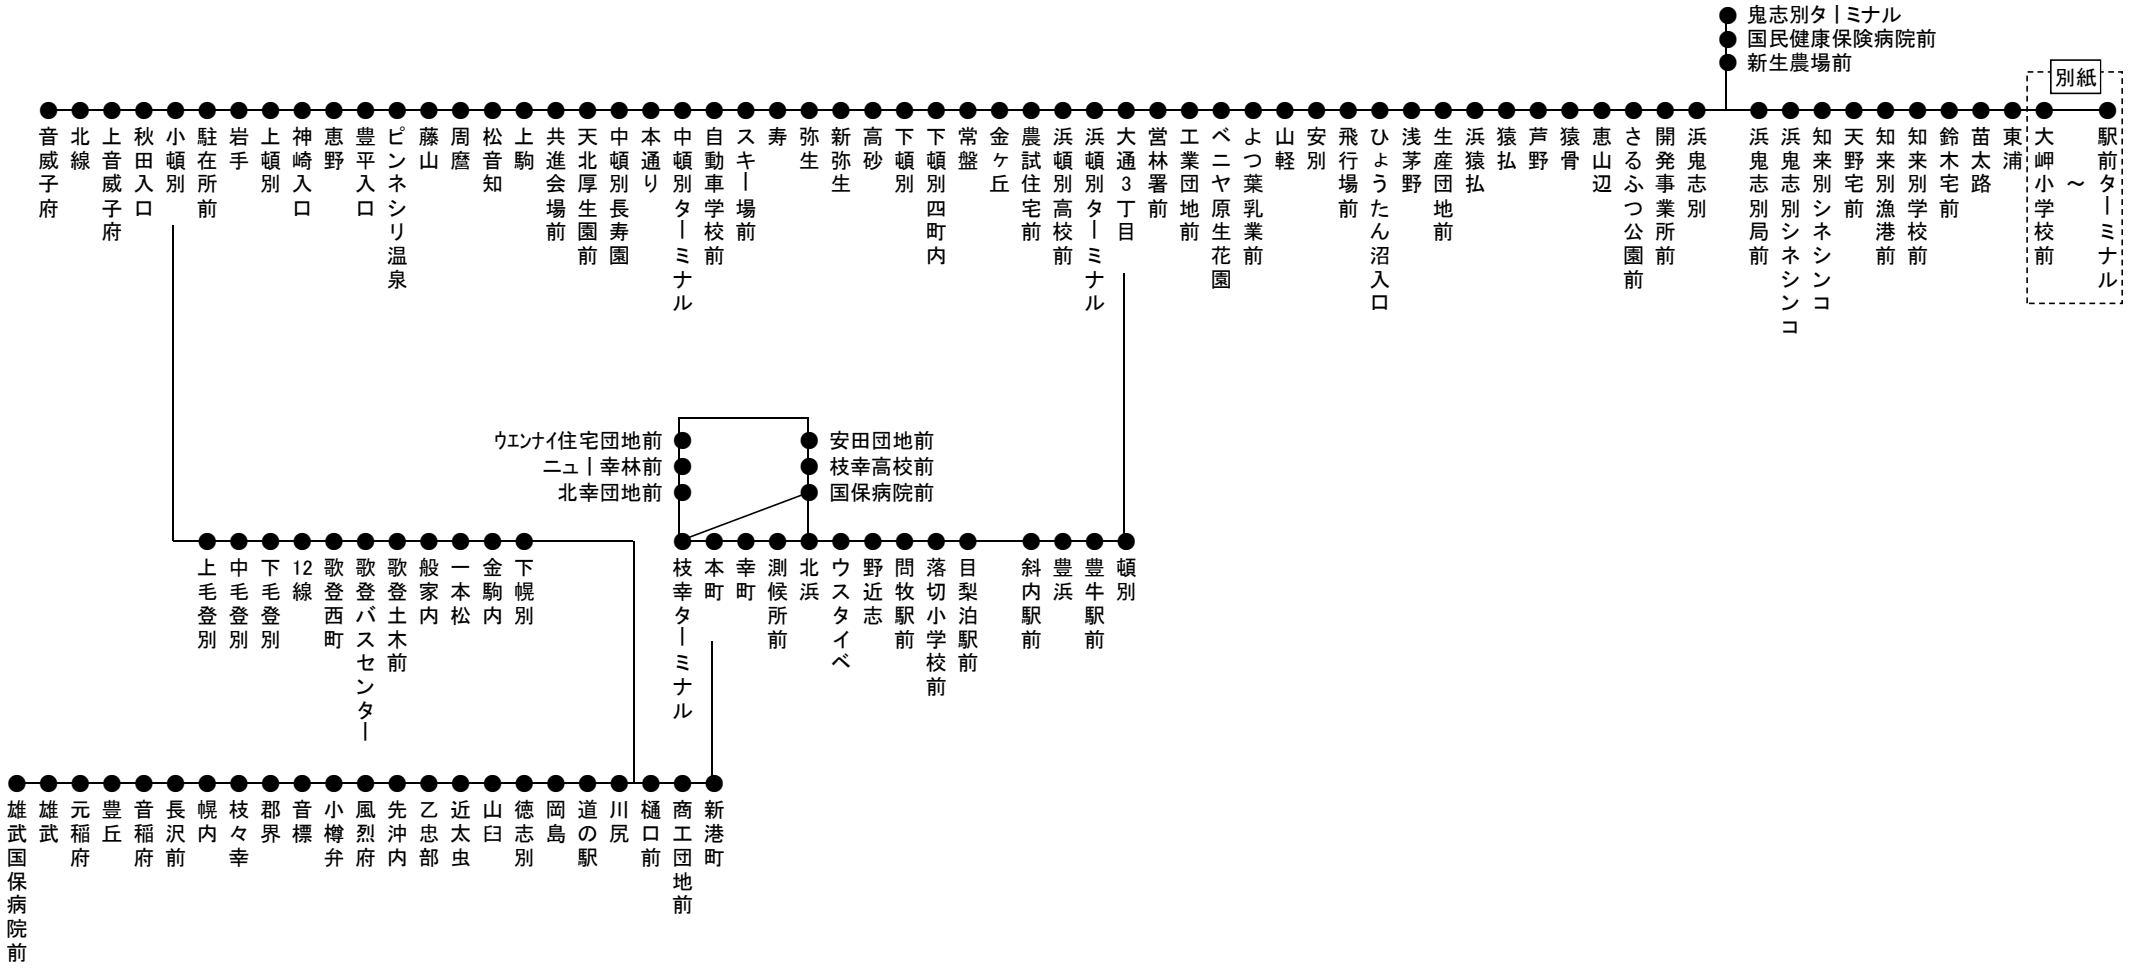 鬼志別ターミナル
国民健康保険病院前
新生農場前
別紙
音威子府
北線
上音威子府
秋田入口
小頓別
駐在所前
岩手
上頓別
神崎入口
恵野
豊平入口
ピンネシリ温泉
藤山
周麿
松音知
上駒
共進会場前
天北厚生園前
中頓別長寿園
本通り
中頓別ターミナル
自動車学校前
スキー場前
寿
弥生
新弥生
高砂
下頓別
下頓別四町内
常盤
金ヶ丘
農試住宅前
浜頓別高校前
浜頓別ターミナル
大通3丁目
営林署前
工業団地前
ベニヤ原生花園
よつ葉乳業前
山軽
安別
飛行場前
ひょうたん沼入口
浅茅野
生産団地前
浜猿払
猿払
芦野
猿骨
恵山辺
さるふつ公園前
開発事業所前
浜鬼志別
浜鬼志別局前
浜鬼志別シネシンコ
知来別シネシンコ
天野宅前
知来別漁港前
知来別学校前
鈴木宅前
苗太路
東浦
大岬小学校前
～
駅前ターミナル
ウエンナイ住宅団地前
ニュー幸林前
北幸団地前
安田団地前
枝幸高校前
国保病院前
上毛登別
中毛登別
下毛登別
12線
歌登西町
歌登バスセンター
歌登土木前
般家内
一本松
金駒内
下幌別
枝幸ターミナル
本町
幸町
測候所前
北浜
ウスタイベ
野近志
問牧駅前
落切小学校前
目梨泊駅前
斜内駅前
豊浜
豊牛駅前
頓別
雄武国保病院前
雄武
元稲府
豊丘
音稲府
長沢前
幌内
枝々幸
郡界
音標
小樽弁
風烈府
先沖内
乙忠部
近太虫
山臼
徳志別
岡島
道の駅
川尻
樋口前
商工団地前
新港町